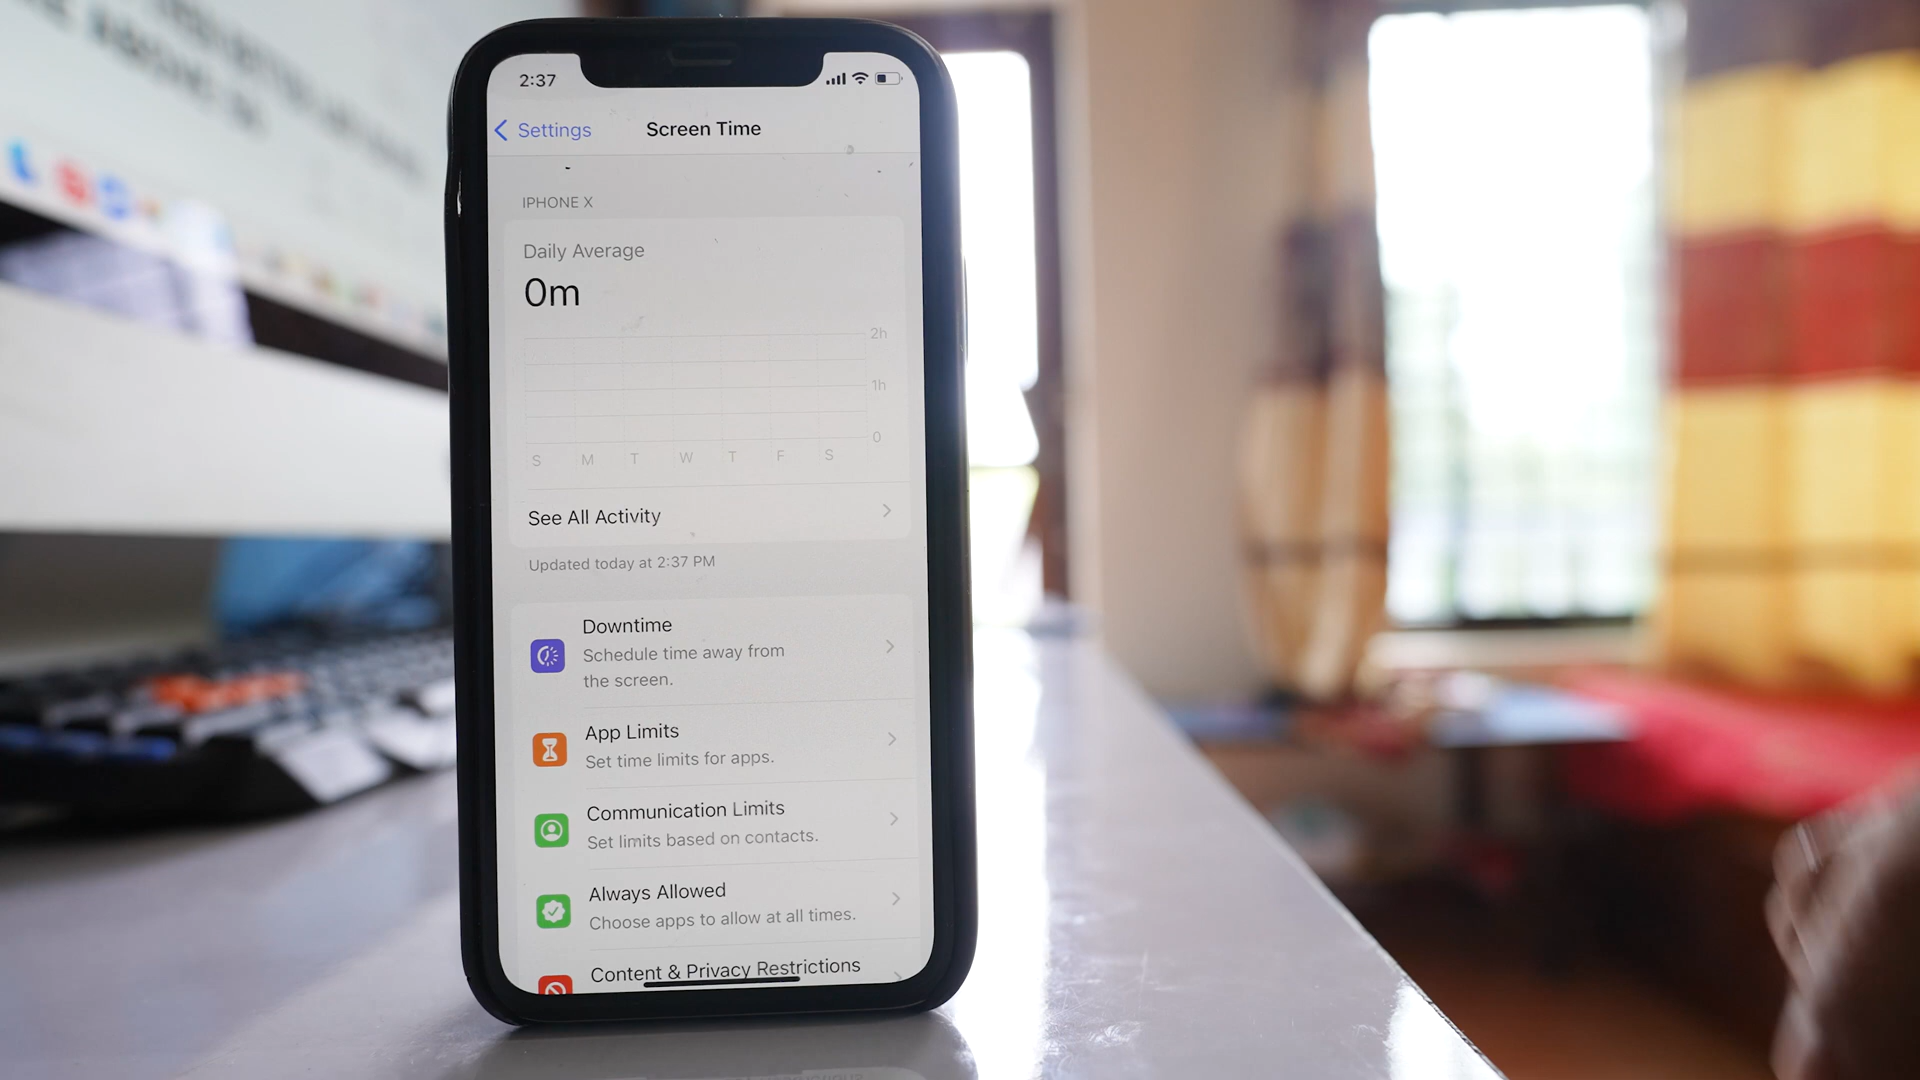 2:37
Settings
Screen Time
IPHONE X
Daily Average
0m
2h
1h
0
S M T W T F S
See All Activity
Updated today at 2:37 PM
Downtime
Schedule time away from
the screen.
App Limits
Set time limits for apps.
Communication Limits
Set limits based on contacts.
Always Allowed
Choose apps to allow at all times.
Content & Privacy Restrictions